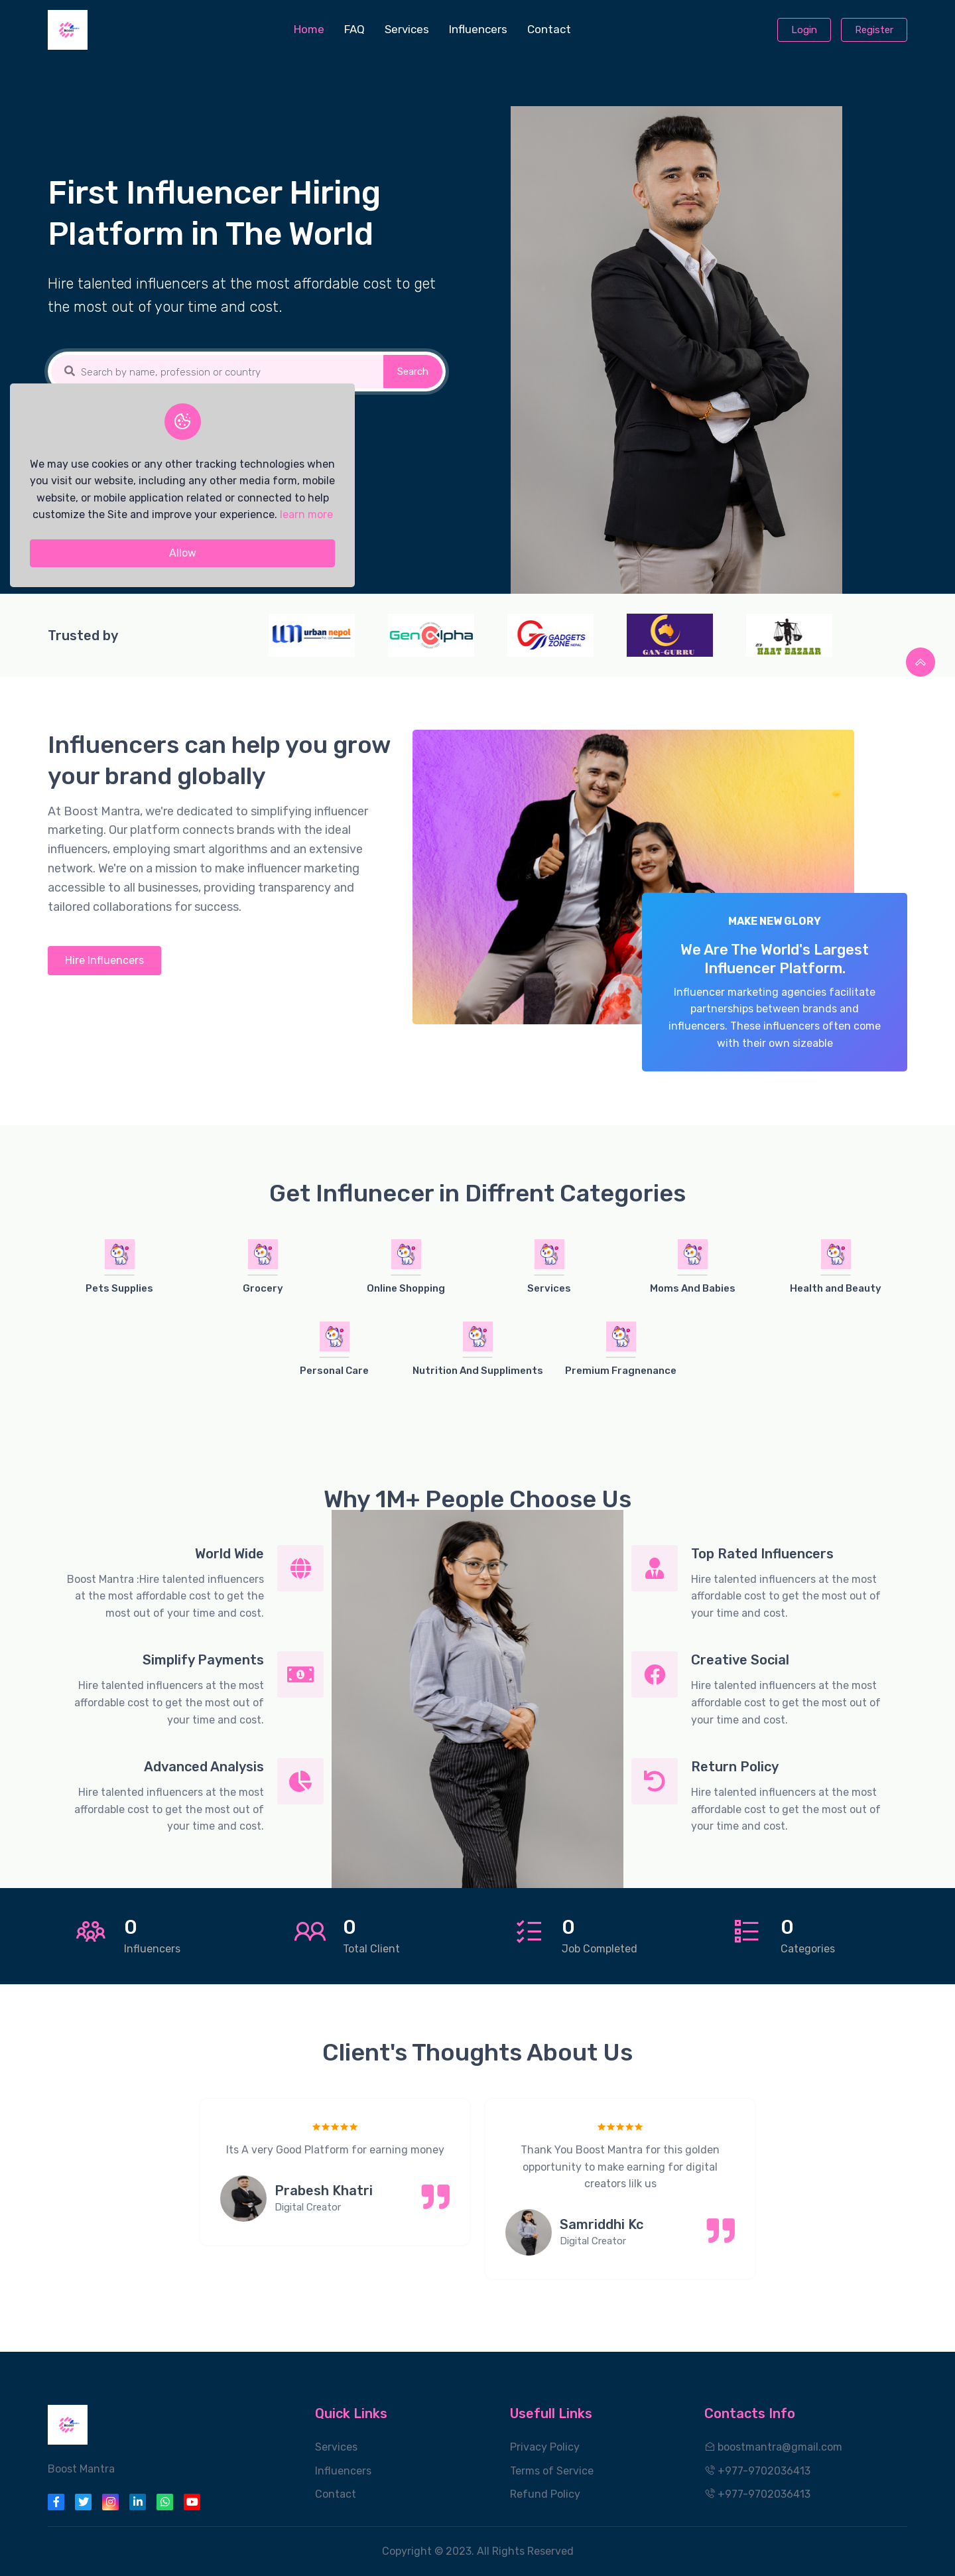 Home
FAQ
Services
Influencers
Contact
Login
Register
First Influencer Hiring
Platform in The World
Hire talented influencers at the most affordable cost to get
the most out of your time and cost.
Search by name, profession or country
Search
We may use cookies or any other tracking technologies when
you visit our website, including any other media form, mobile
website, or mobile application related or connected to help
customize the Site and improve your experience. learn more
Allow
Trusted by
urban nepal
GenAlpha
GADGETS
ZONE NEPAL
GAN-GURRU
HAAT BAZAAR
Influencers can help you grow
your brand globally
At Boost Mantra, we're dedicated to simplifying influencer
marketing. Our platform connects brands with the ideal
influencers, employing smart algorithms and an extensive
network. We're on a mission to make influencer marketing
accessible to all businesses, providing transparency and
tailored collaborations for success.
Hire Influencers
MAKE NEW GLORY
We Are The World's Largest
Influencer Platform.
Influencer marketing agencies facilitate
partnerships between brands and
influencers. These influencers often come
with their own sizeable
Get Influnecer in Diffrent Categories
Pets Supplies
Grocery
Online Shopping
Services
Moms And Babies
Health and Beauty
Personal Care
Nutrition And Suppliments
Premium Fragnenance
Why 1M+ People Choose Us
World Wide
Boost Mantra :Hire talented influencers
at the most affordable cost to get the
most out of your time and cost.
Simplify Payments
Hire talented influencers at the most
affordable cost to get the most out of
your time and cost.
Advanced Analysis
Hire talented influencers at the most
affordable cost to get the most out of
your time and cost.
Top Rated Influencers
Hire talented influencers at the most
affordable cost to get the most out of
your time and cost.
Creative Social
Hire talented influencers at the most
affordable cost to get the most out of
your time and cost.
Return Policy
Hire talented influencers at the most
affordable cost to get the most out of
your time and cost.
0
Influencers
0
Total Client
0
Job Completed
0
Categories
Client's Thoughts About Us
Its A very Good Platform for earning money
Prabesh Khatri
Digital Creator
Thank You Boost Mantra for this golden
opportunity to make earning for digital
creators lilk us
Samriddhi Kc
Digital Creator
Boost Mantra
Quick Links
Services
Influencers
Contact
Usefull Links
Privacy Policy
Terms of Service
Refund Policy
Contacts Info
boostmantra@gmail.com
+977-9702036413
+977-9702036413
Copyright © 2023. All Rights Reserved